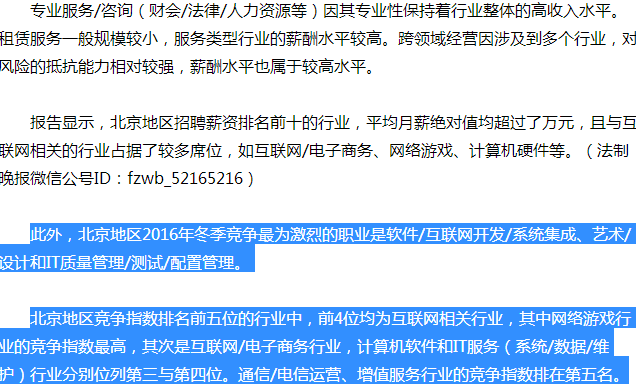 专业服务/咨询（财会/法律/人力资源等）因其专业性保持着行业整体的高收入水平。
租赁服务一般规模较小，服务类型行业的薪酬水平较高。跨领域经营因涉及到多个行业，对
风险的抵抗能力相对较强，薪酬水平也属于较高水平。
报告显示，北京地区招聘薪资排名前十的行业，平均月薪绝对值均超过了万元，且与互
联网相关的行业占据了较多席位，如互联网/电子商务、网络游戏、计算机硬件等。（法制
晚报微信公号ID：fzwb_52165216）
此外，北京地区2016年冬季竞争最为激烈的职业是软件/互联网开发/系统集成、艺术/
设计和IT质量管理/测试/配置管理。
北京地区竞争指数排名前五位的行业中，前4位均为互联网相关行业，其中网络游戏行
业的竞争指数最高，其次是互联网/电子商务行业，计算机软件和IT服务（系统/数据/维
护）行业分别位列第三与第四位。通信/电信运营、增值服务行业的竞争指数排在第五名。